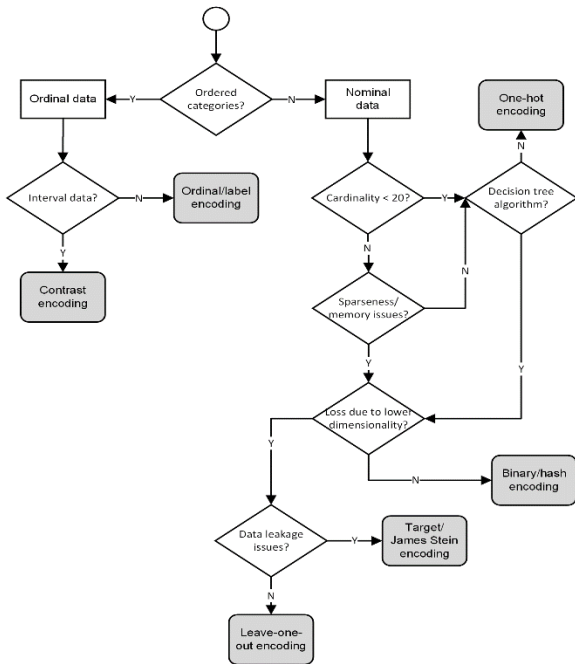 Ordered
categories?
Y
N
Ordinal data
Nominal
data
One-hot
encoding
N
Interval data?
N
Ordinal/label
encoding
Cardinality < 20?
Y
Decision tree
algorithm?
Y
N
Contrast
encoding
Sparseness/
memory issues?
N
Y
Y
Loss due to lower
dimensionality?
Y
N
Binary/hash
encoding
Data leakage
issues?
Y
Target/
James Stein
encoding
N
Leave-one-
out encoding